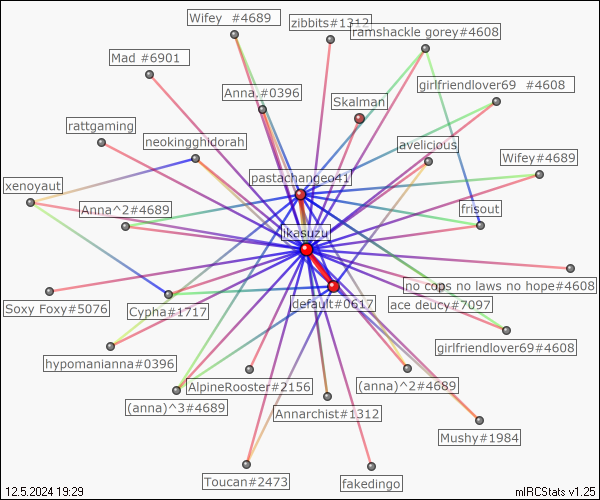 Wifey  #4689
zibbits#1312
ramshackle gorey#4608
Mad #6901
girlfriendlover69  #4608
Anna.#0396
Skalman
rattgaming
neokingghidorah
avelicious
Wifey#4689
pastachangeo41
xenoyaut
Anna^2#4689
frisout
ikasuzu
no cops no laws no hope#4608
Soxy Foxy#5076
Cypha#1717
default#0617
ace deucy#7097
girlfriendlover69#4608
hypomanianna#0396
AlpineRooster#2156
(anna)^2#4689
(anna)^3#4689
Annarchist#1312
Mushy#1984
Toucan#2473
fakedingo
12.5.2024 19:29
mIRCStats v1.25